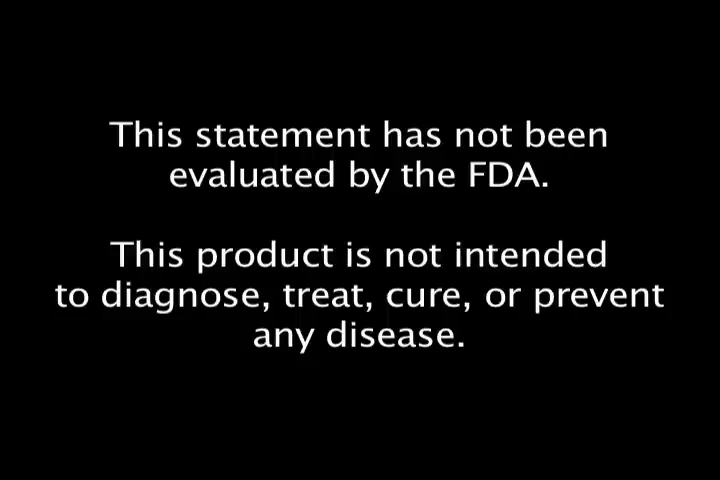 This statement has not been
evaluated by the FDA.
This product is not intended
to diagnose, treat, cure, or prevent
any disease.